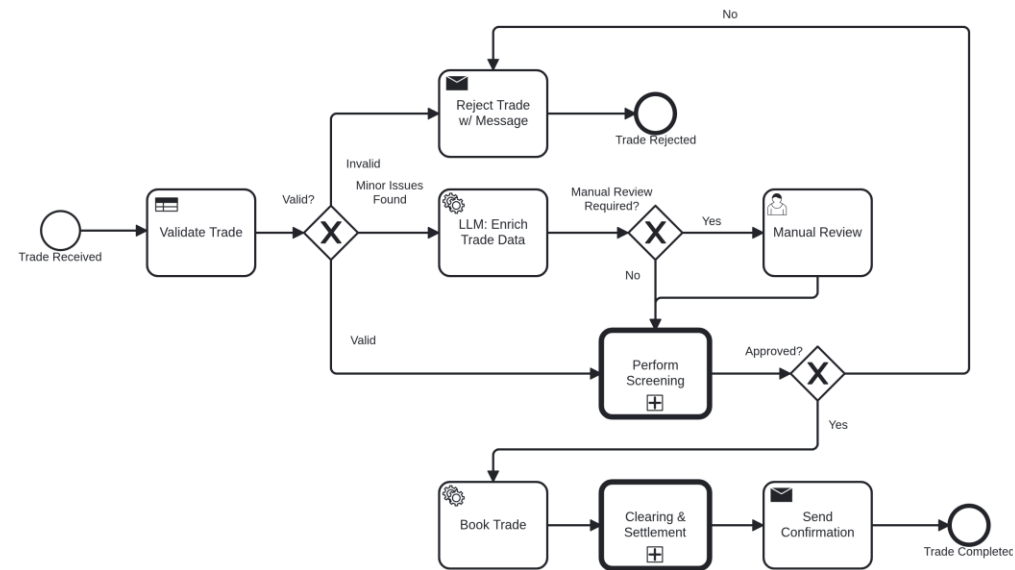 No
Reject Trade
w/ Message
Trade Rejected
Invalid
Minor Issues
Found
Valid?
Manual Review
Required?
LLM: Enrich
Trade Data
Yes
Manual Review
Validate Trade
Trade Received
No
Valid
Approved?
Perform
Screening
Yes
Book Trade
Clearing &
Settlement
Send
Confirmation
Trade Completed